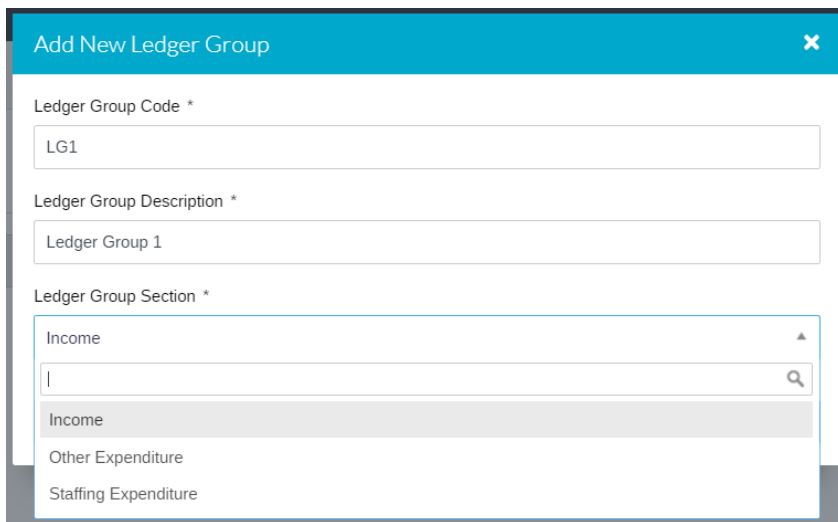 Add New Ledger Group
Ledger Group Code *
LG1
Ledger Group Description *
Ledger Group 1
Ledger Group Section *
Income
Income
Other Expenditure
Staffing Expenditure